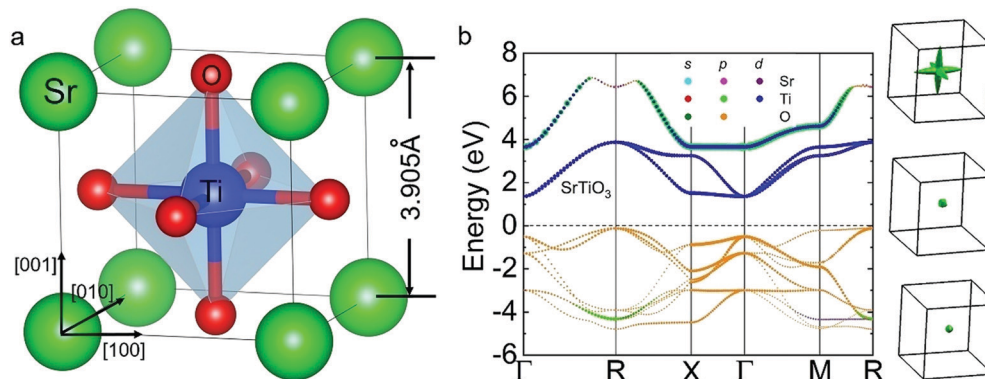 a
Sr
O
Ti
3.905Å
[001]
[010]
[100]
b
Energy (eV)
8
6
4
2
0
-2
-4
-6
s p d
Sr
Ti
O
SrTiO₃
Γ R X Γ M R